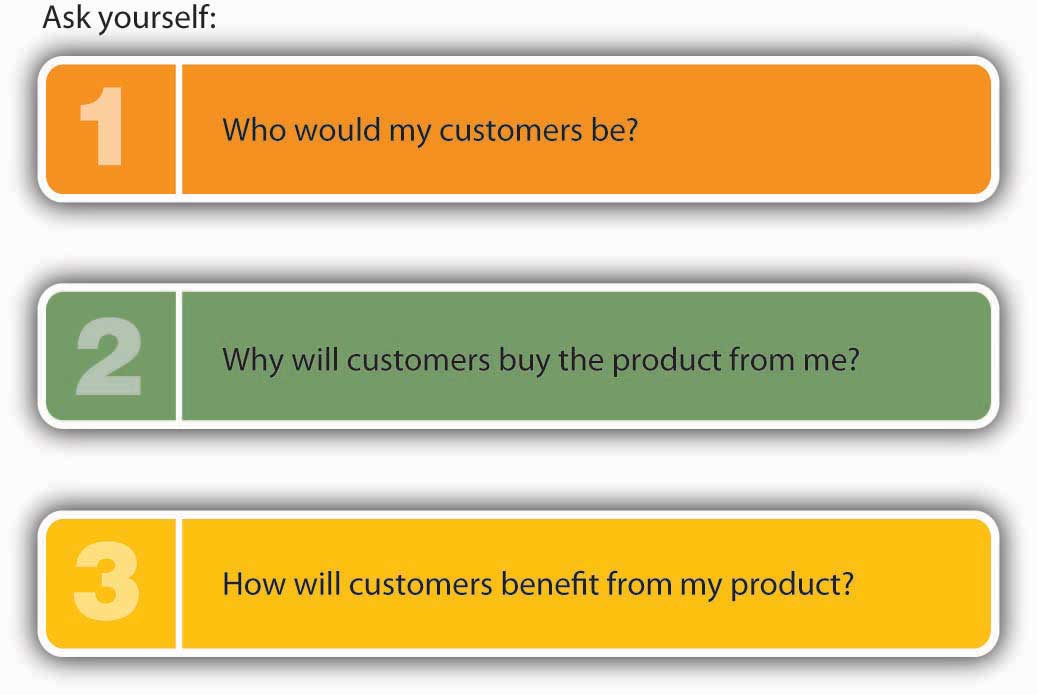 Ask yourself:
1
Who would my customers be?
2
Why will customers buy the product from me?
3
How will customers benefit from my product?